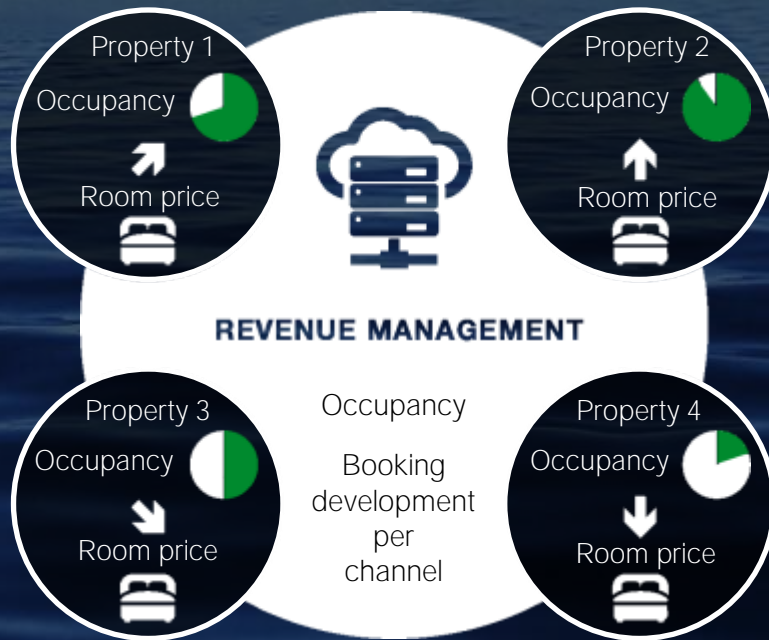 Property 1
Occupancy
Room price
Property 2
Occupancy
Room price
REVENUE MANAGEMENT
Property 3
Occupancy
Room price
Occupancy
Booking
development
per
channel
Property 4
Occupancy
Room price